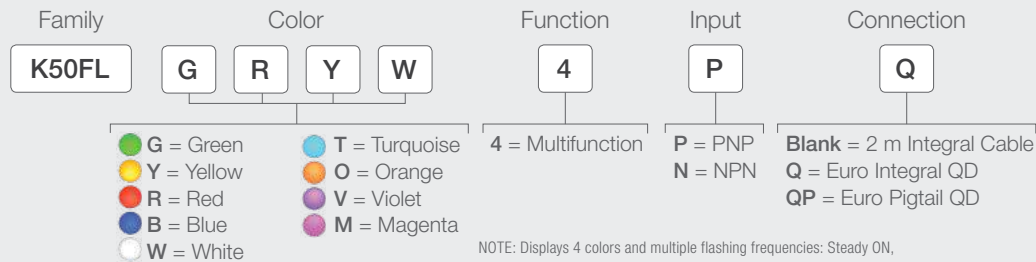 Family Color Function Input Connection
K50FL G R Y W 4 P Q
G = Green T = Turquoise 4 = Multifunction P = PNP Blank = 2 m Integral Cable
Y = Yellow O = Orange N = NPN Q = Euro Integral QD
R = Red V = Violet QP = Euro Pigtail QD
B = Blue M = Magenta
W = White
NOTE: Displays 4 colors and multiple flashing frequencies: Steady ON,